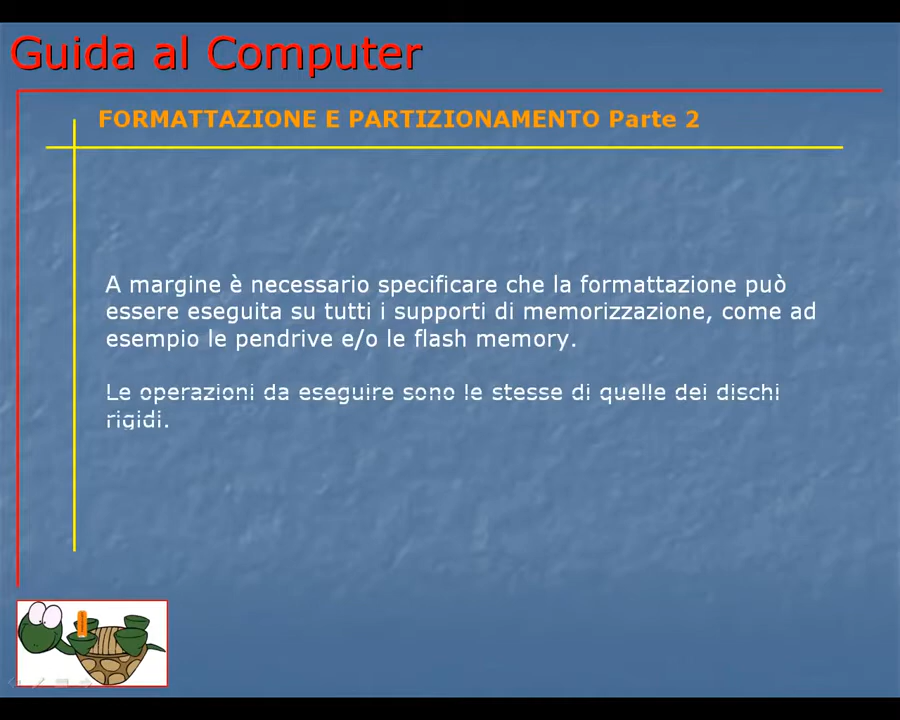 Guida al Computer
FORMATTAZIONE E PARTIZIONAMENTO Parte 2
A margine è necessario specificare che la formattazione può
essere eseguita su tutti i supporti di memorizzazione, come ad
esempio le pendrive e/o le flash memory.
Le operazioni da eseguire sono le stesse di quelle dei dischi
rigidi.